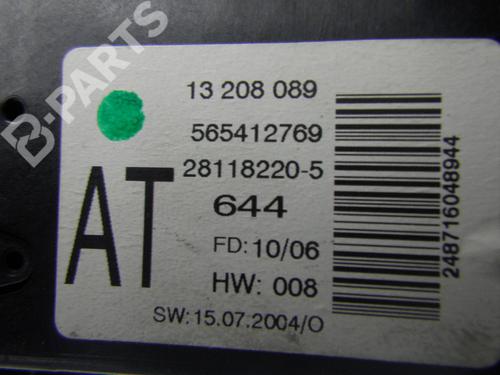 B-PARTS
13 208 089
565412769
28118220-5
AT
644
FD: 10/06
HW: 008
SW: 15.07.2004/O
248716048944